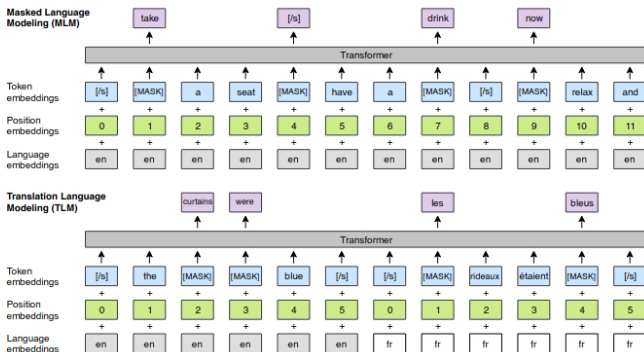 Masked Language
Modeling (MLM)
take [/s] drink now
Transformer
Token
embeddings
[/s] [MASK] a seat [MASK] have a [MASK] [/s] [MASK] relax and
+ + + + + + + + + + + +
Position
embeddings
0 1 2 3 4 5 6 7 8 9 10 11
+ + + + + + + + + + + +
Language
embeddings
en en en en en en en en en en en en
Translation Language
Modeling (TLM)
curtains were les bleus
Transformer
Token
embeddings
[/s] the [MASK] [MASK] blue [/s] [/s] [MASK] rideaux étaient [MASK] [/s]
+ + + + + + + + + + + +
Position
embeddings
0 1 2 3 4 5 0 1 2 3 4 5
+ + + + + + + + + + + +
Language
embeddings
en en en en en en fr fr fr fr fr fr